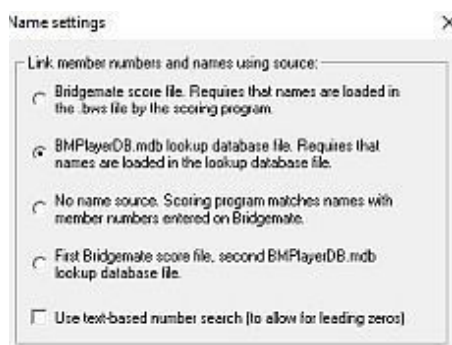 Name settings
Link member numbers and names using source:
Bridgemate score file. Requires that names are loaded in
the .bws file by the scoring program.
BMPlayerDB.mdb lookup database file. Requires that
names are loaded in the lookup database file.
No name source. Scoring program matches names with
member numbers entered on Bridgemate.
First Bridgemate score file, second BMPlayerDB.mdb
lookup database file.
Use text-based number search (to allow for leading zeros)